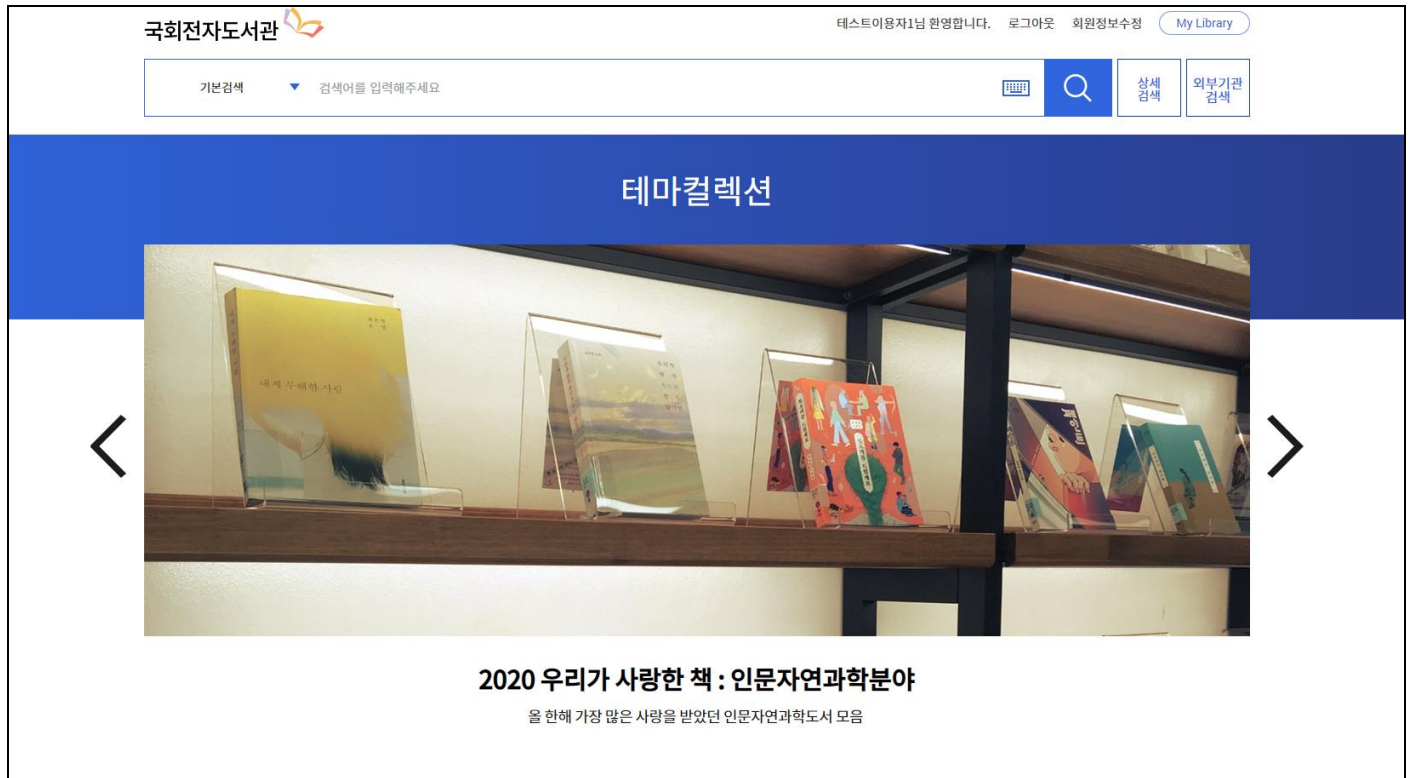 국회전자도서관
테스트이용자1님 환영합니다. 로그아웃 회원정보수정 My Library
기본검색 검색어를 입력해주세요
상세
검색
외부기관
검색
테마컬렉션
내게 무해한 사람
2020 우리가 사랑한 책 : 인문자연과학분야
올 한해 가장 많은 사랑을 받았던 인문자연과학도서 모음